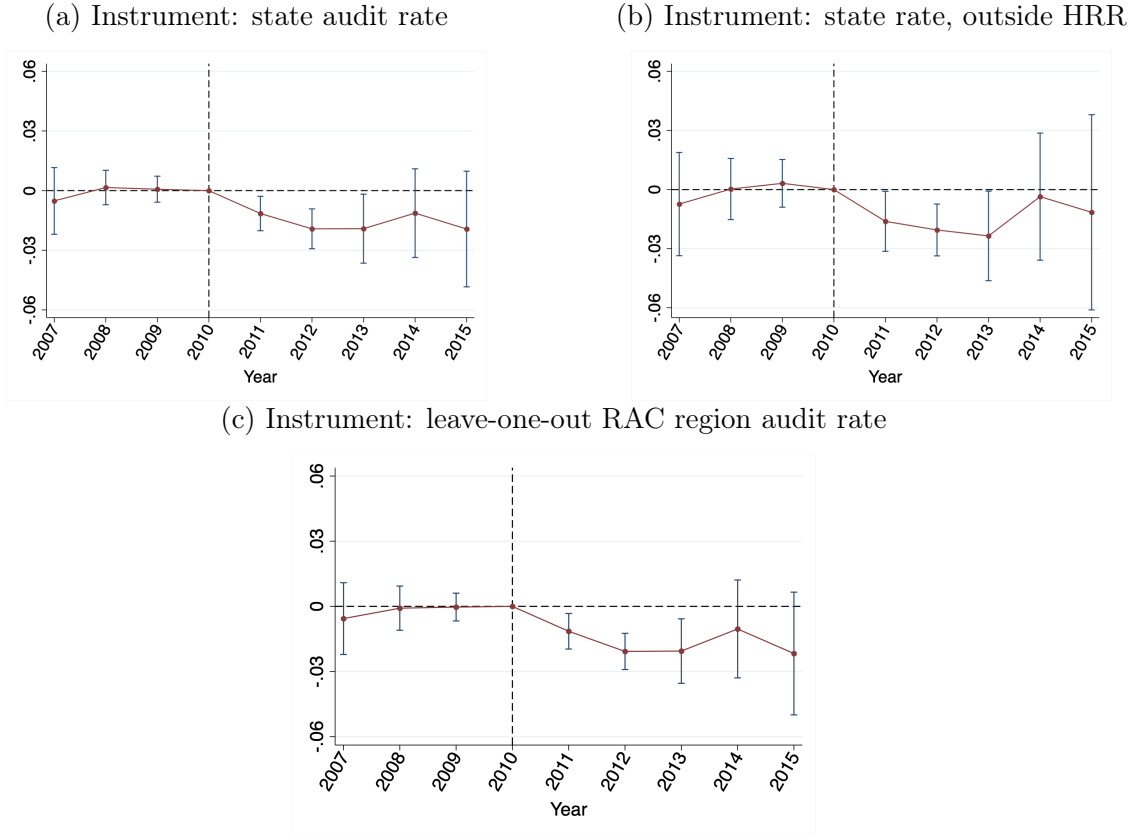 (a) Instrument: state audit rate
.06
.03
0
-.03
-.06
2007 2008 2009 2010 2011 2012 2013 2014 2015
Year
(b) Instrument: state rate, outside HRR
.06
.03
0
-.03
-.06
2007 2008 2009 2010 2011 2012 2013 2014 2015
Year
(c) Instrument: leave-one-out RAC region audit rate
.06
.03
0
-.03
-.06
2007 2008 2009 2010 2011 2012 2013 2014 2015
Year